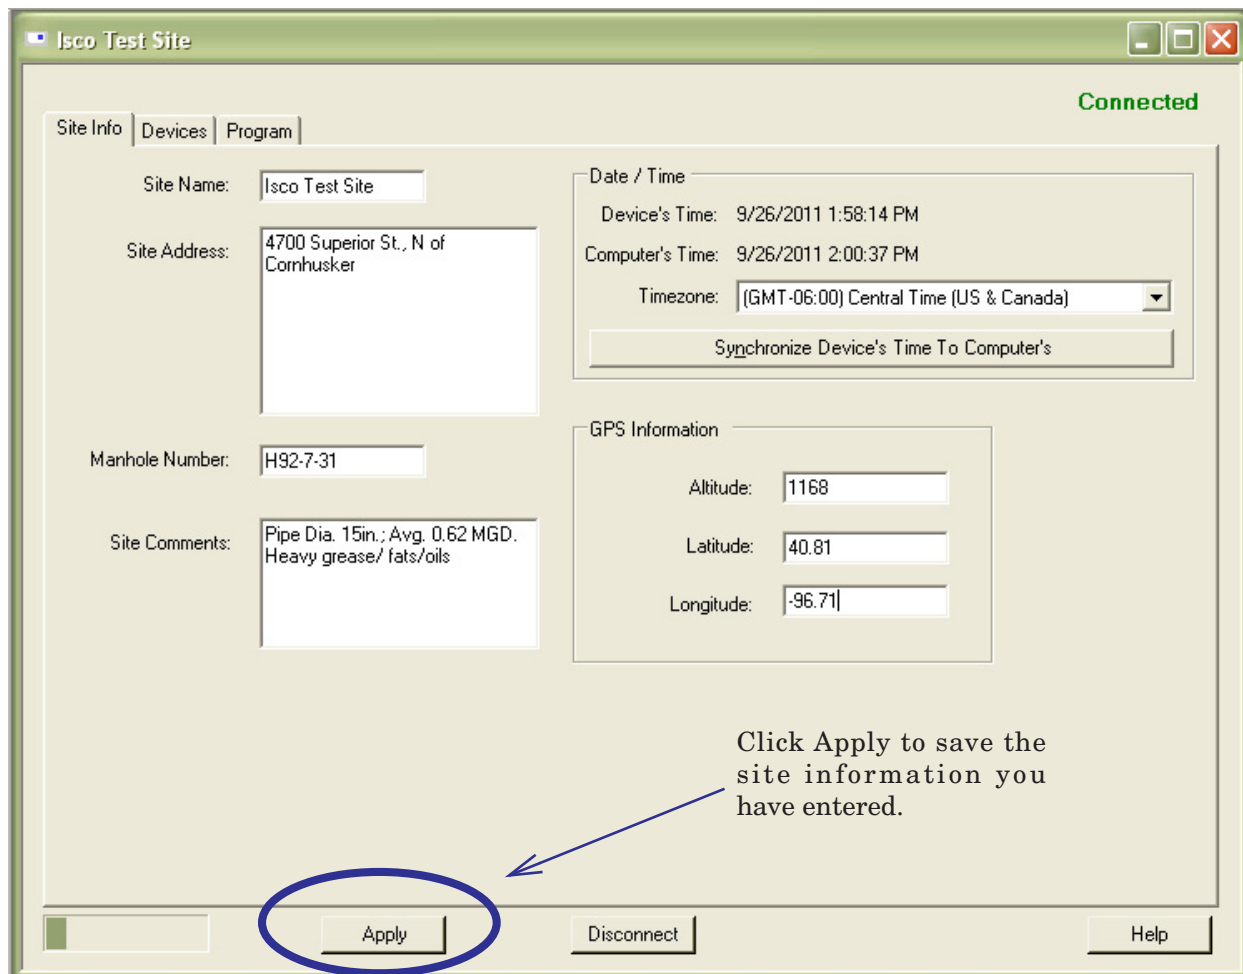 Isco Test Site
Connected
Site Info
Devices
Program
Site Name:
Isco Test Site
Site Address:
4700 Superior St., N of
Cornhusker
Manhole Number:
H92-7-31
Site Comments:
Pipe Dia. 15in.; Avg. 0.62 MGD.
Heavy grease/ fats/oils
Date / Time
Device's Time: 9/26/2011 1:58:14 PM
Computer's Time: 9/26/2011 2:00:37 PM
Timezone: (GMT-06:00) Central Time (US & Canada)
Synchronize Device's Time To Computer's
GPS Information
Altitude: 1168
Latitude: 40.81
Longitude: -96.71
Click Apply to save the
site information you
have entered.
Apply
Disconnect
Help